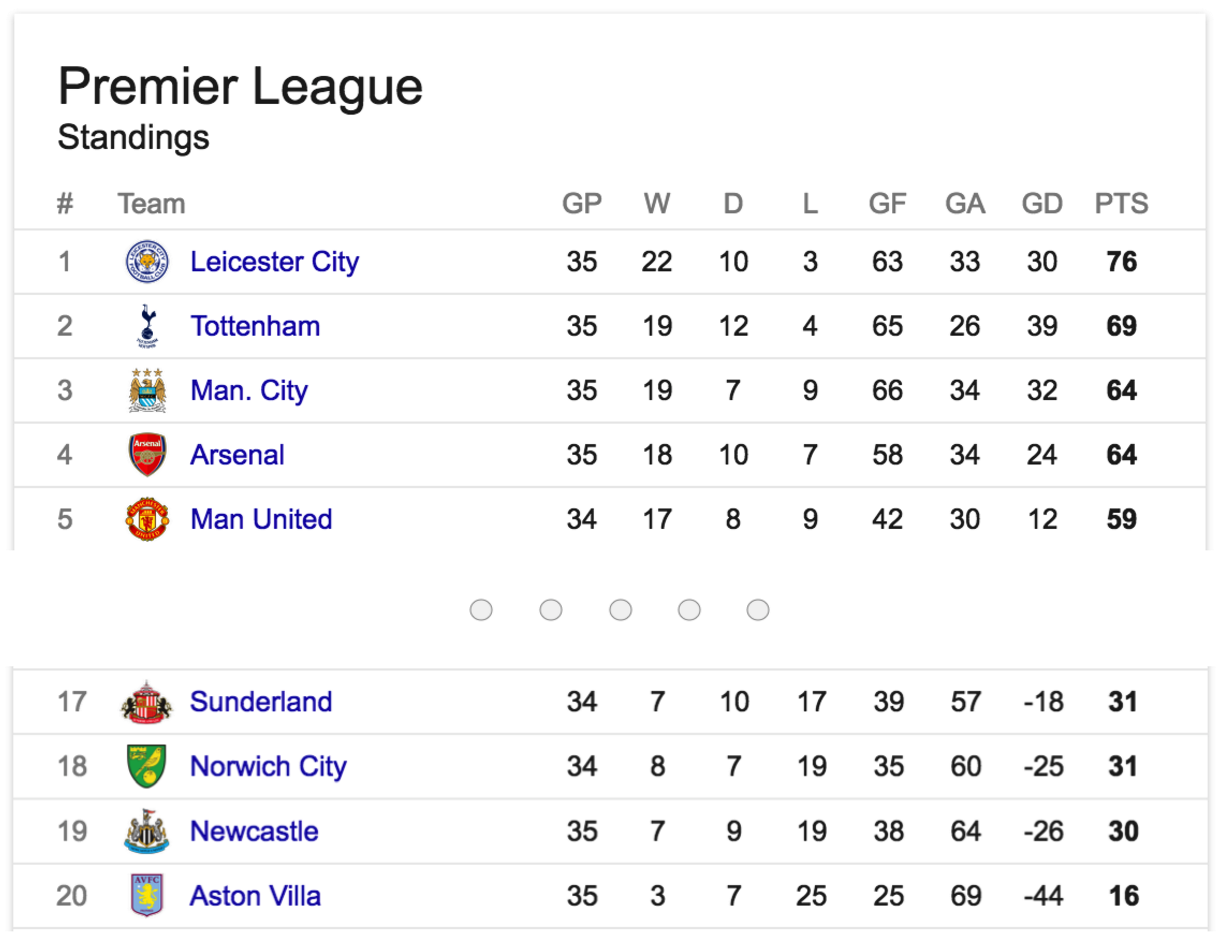 Premier League
Standings
# Team GP W D L GF GA GD PTS
1 Leicester City 35 22 10 3 63 33 30 76
2 Tottenham 35 19 12 4 65 26 39 69
3 Man. City 35 19 7 9 66 34 32 64
4 Arsenal 35 18 10 7 58 34 24 64
5 Man United 34 17 8 9 42 30 12 59
17 Sunderland 34 7 10 17 39 57 -18 31
18 Norwich City 34 8 7 19 35 60 -25 31
19 Newcastle 35 7 9 19 38 64 -26 30
20 Aston Villa 35 3 7 25 25 69 -44 16